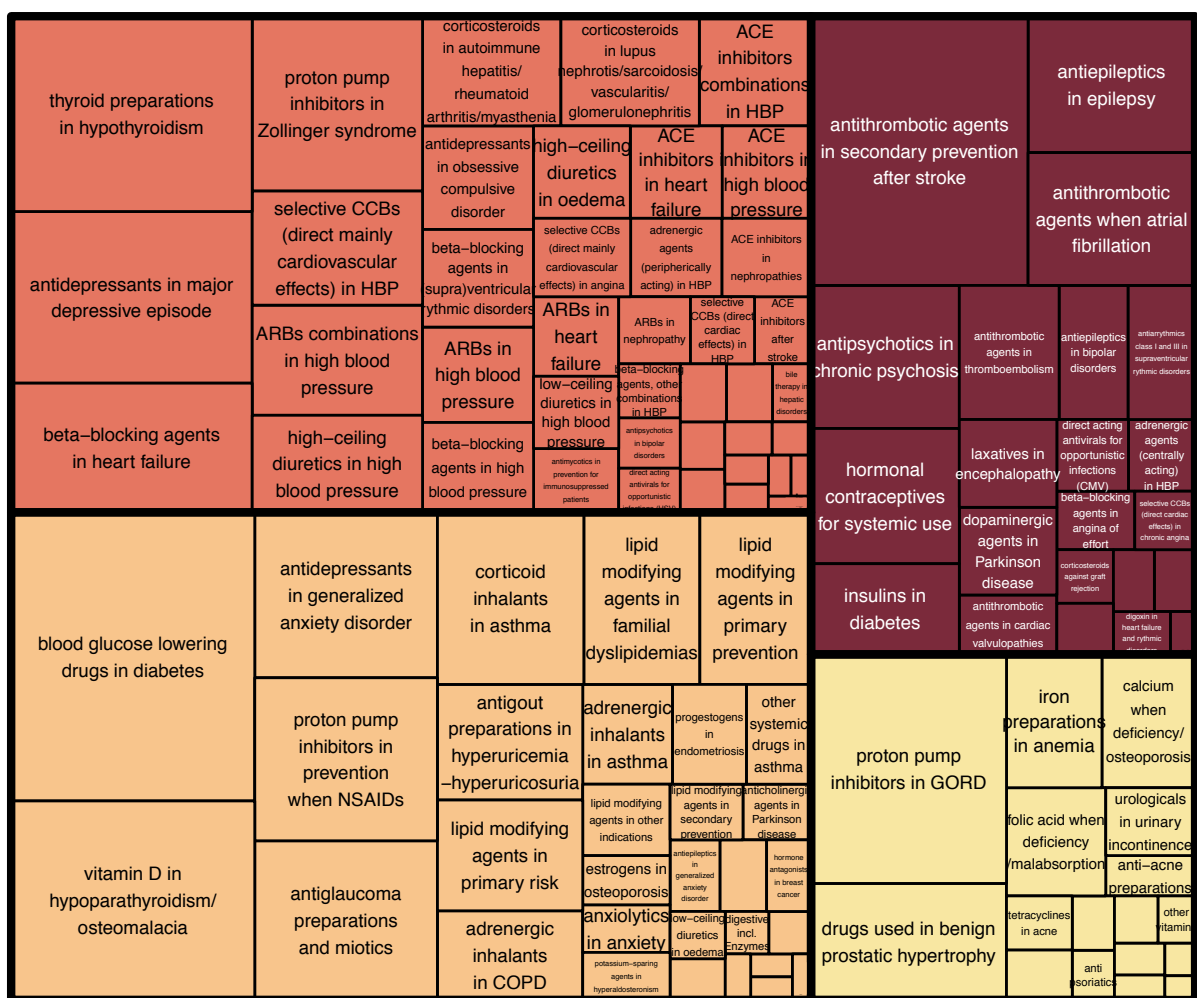 thyroid preparations
in hypothyroidism
antidepressants in major
depressive episode
beta−blocking agents
in heart failure
proton pump
inhibitors in
Zollinger syndrome
selective CCBs
(direct mainly
cardiovascular
effects) in HBP
ARBs combinations
in high blood
pressure
high−ceiling
diuretics in high
blood pressure
corticosteroids
in autoimmune
hepatitis/
rheumatoid
arthritis/myasthenia
corticosteroids
in lupus
nephrotis/sarcoidosis/
vascularitis/
glomerulonephritis
ACE
inhibitors
combinations
in HBP
antidepressants
in obsessive
compulsive
disorder
high−ceiling
diuretics
in oedema
ACE
inhibitors
in heart
failure
ACE
inhibitors in
high blood
pressure
beta−blocking
agents in
(supra)ventricular
rythmic disorders
selective CCBs
(direct mainly
cardiovascular
effects) in angina
adrenergic
agents
(peripherically
acting) in HBP
ACE inhibitors
in
nephropathies
ARBs in
high blood
pressure
ARBs in
heart
failure
ARBs in
nephropathy
selective
CCBs (direct
cardiac
effects) in
HBP
ACE
inhibitors
after
stroke
beta−blocking
agents in high
blood pressure
low−ceiling
diuretics in
high blood
pressure
beta−blocking
agents, other
combinations
in HBP
bile
therapy in
hepatic
disorders
antimycotics in
prevention for
immunosuppressed
patients
antipsychotics
in bipolar
disorders
direct acting
antivirals for
opportunistic
infections (HSV)
blood glucose lowering
drugs in diabetes
vitamin D in
hypoparathyroidism/
osteomalacia
antidepressants
in generalized
anxiety disorder
proton pump
inhibitors in
prevention
when NSAIDs
antiglaucoma
preparations
and miotics
corticoid
inhalants
in asthma
antigout
preparations in
hyperuricemia
−hyperuricosuria
lipid modifying
agents in
primary risk
adrenergic
inhalants
in COPD
lipid
modifying
agents in
familial
dyslipidemias
lipid
modifying
agents in
primary
prevention
adrenergic
inhalants
in asthma
progestogens
in
endometriosis
other
systemic
drugs in
asthma
lipid modifying
agents in other
indications
lipid modifying
agents in
secondary
prevention
anticholinergic
agents in
Parkinson
disease
estrogens in
osteoporosis
antiepileptics
in
generalized
anxiety
disorder
hormone
antagonists
in breast
cancer
anxiolytics
in anxiety
low−ceiling
diuretics
in oedema
digestive
incl.
Enzymes
potassium−sparing
agents in
hyperaldosteronism
antithrombotic agents
in secondary prevention
after stroke
antiepileptics
in epilepsy
antithrombotic
agents when atrial
fibrillation
antipsychotics in
chronic psychosis
hormonal
contraceptives
for systemic use
insulins in
diabetes
antithrombotic
agents in
thromboembolism
antiepileptics
in bipolar
disorders
antiarrythmics
class I and III in
supraventricular
rythmic disorders
laxatives in
encephalopathy
direct acting
antivirals for
opportunistic
infections
(CMV)
adrenergic
agents
(centrally
acting)
in HBP
dopaminergic
agents in
Parkinson
disease
beta−blocking
agents in
angina of
effort
selective CCBs
(direct cardiac
effects) in
chronic angina
corticosteroids
against graft
rejection
antithrombotic
agents in cardiac
valvulopathies
digoxin in
heart failure
and rythmic
disorders
proton pump
inhibitors in GORD
drugs used in benign
prostatic hypertrophy
iron
preparations
in anemia
calcium
when
deficiency/
osteoporosis
folic acid when
deficiency
/malabsorption
urologicals
in urinary
incontinence
anti−acne
preparations
tetracyclines
in acne
other
vitamin
anti
psoriatics